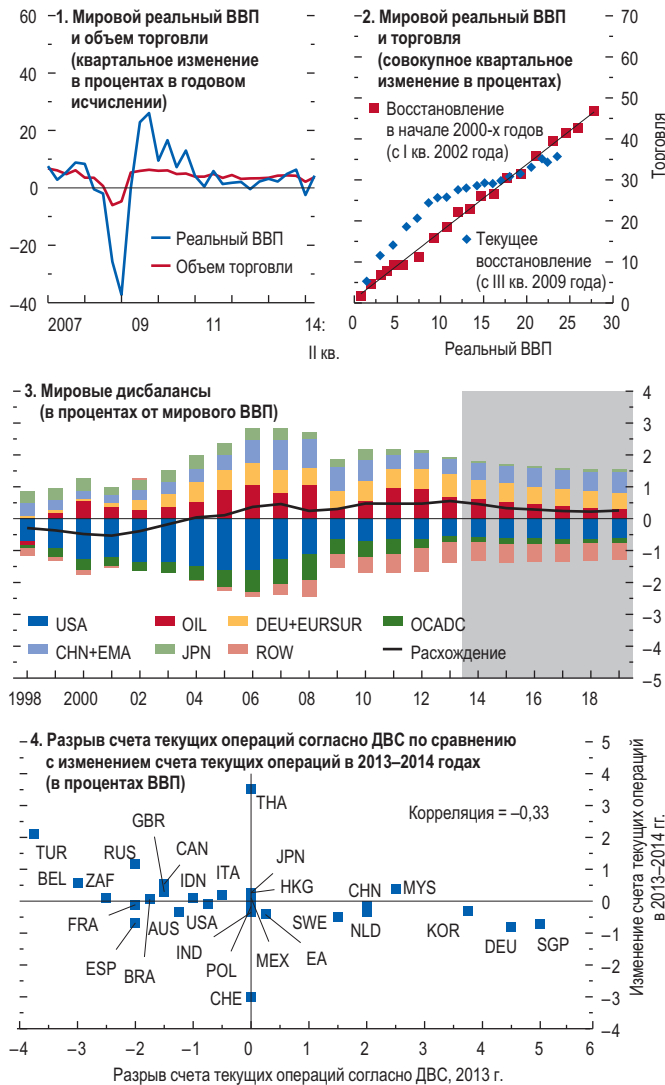 1. Мировой реальный ВВП
и объем торговли
(квартальное изменение
в процентах в годовом
исчислении)
60
40
20
0
–20
–40
Реальный ВВП
Объем торговли
2007 09 11 14:
II кв.
2. Мировой реальный ВВП
и торговля
(совокупное квартальное
изменение в процентах)
Восстановление
в начале 2000-х годов
(с I кв. 2002 года)
Текущее
восстановление
(с III кв. 2009 года)
70
60
50
40
30
20
10
0
Торговля
0 5 10 15 20 25 30
Реальный ВВП
3. Мировые дисбалансы
(в процентах от мирового ВВП)
4
3
2
1
0
–1
–2
–3
–4
–5
USA OIL DEU+EURSUR OCADC
CHN+EMA JPN ROW Расхождение
1998 2000 02 04 06 08 10 12 14 16 18
4. Разрыв счета текущих операций согласно ДВС по сравнению
с изменением счета текущих операций в 2013–2014 годах
(в процентах ВВП)
Корреляция = –0,33
THA
GBR
CAN
TUR
RUS
JPN
BEL
ZAF
IDN
ITA
HKG
CHN
MYS
FRA
AUS
USA
SWE
NLD
KOR
ESP
BRA
IND
POL
MEX
EA
DEU
SGP
CHE
5
4
3
2
1
0
–1
–2
–3
–4
Изменение счета текущих операций
в 2013–2014 гг.
–4 –3 –2 –1 0 1 2 3 4 5 6
Разрыв счета текущих операций согласно ДВС, 2013 г.